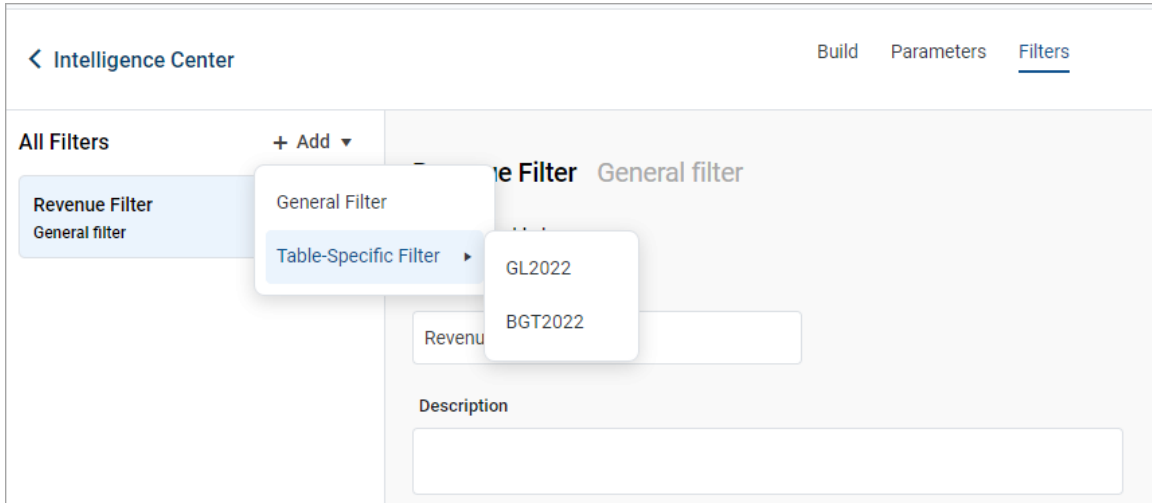 Intelligence Center
Build Parameters Filters
All Filters + Add
Filter General filter
Revenue Filter
General filter
General Filter
Table-Specific Filter
GL2022
BGT2022
Description